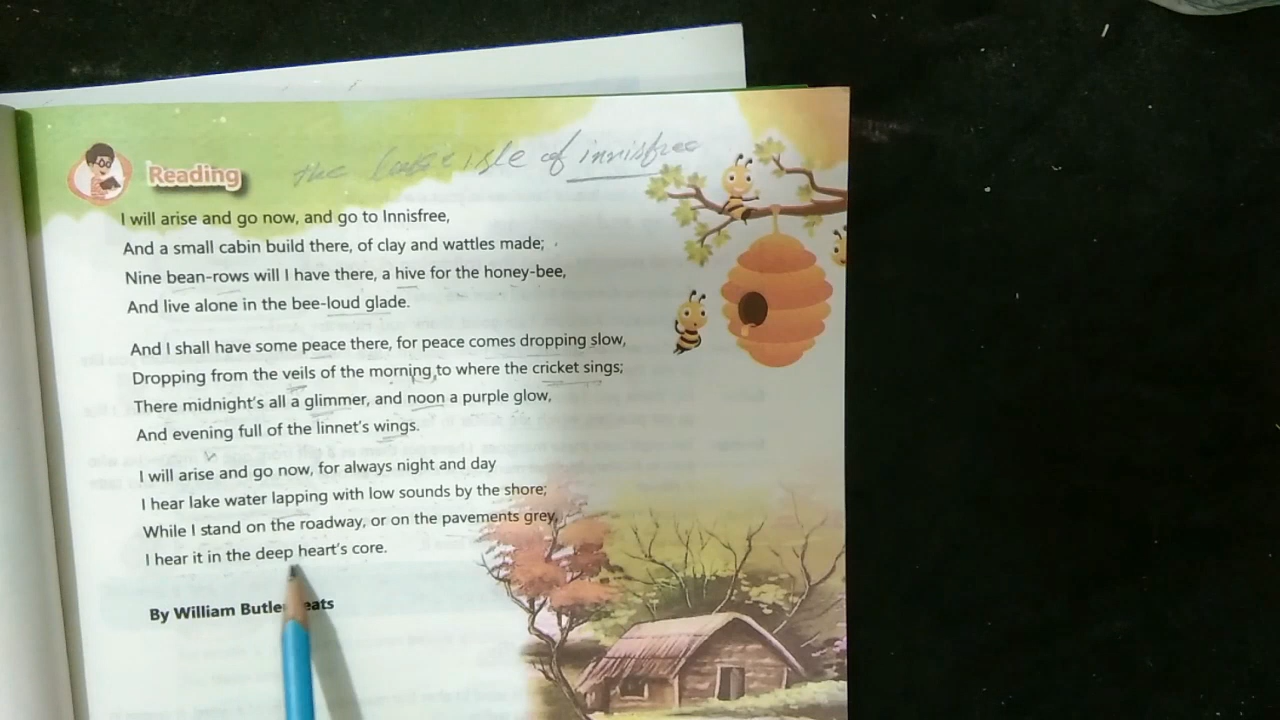 Reading
the lake isle of innisfree
I will arise and go now, and go to Innisfree,
And a small cabin build there, of clay and wattles made;
Nine bean-rows will I have there, a hive for the honey-bee,
And live alone in the bee-loud glade.
And I shall have some peace there, for peace comes dropping slow,
Dropping from the veils of the morning to where the cricket sings;
There midnight's all a glimmer, and noon a purple glow,
And evening full of the linnet's wings.
I will arise and go now, for always night and day
I hear lake water lapping with low sounds by the shore;
While I stand on the roadway, or on the pavements grey,
I hear it in the deep heart's core.
By William Butler Yeats